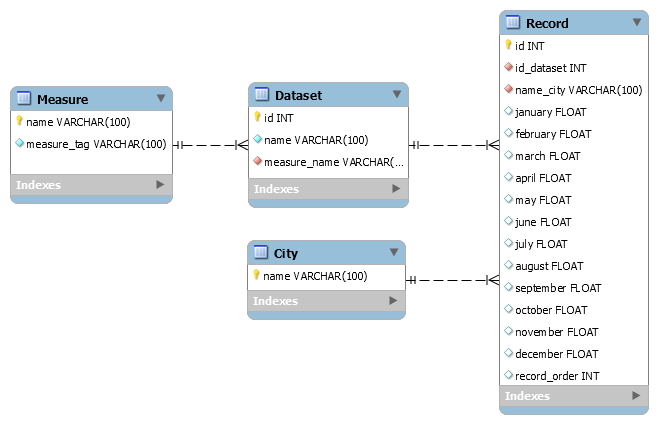 Measure
name VARCHAR(100)
measure_tag VARCHAR(100)
Indexes
Dataset
id INT
name VARCHAR(100)
measure_name VARCHAR(...
Indexes
City
name VARCHAR(100)
Indexes
Record
id INT
id_dataset INT
name_city VARCHAR(100)
january FLOAT
february FLOAT
march FLOAT
april FLOAT
may FLOAT
june FLOAT
july FLOAT
august FLOAT
september FLOAT
october FLOAT
november FLOAT
december FLOAT
record_order INT
Indexes